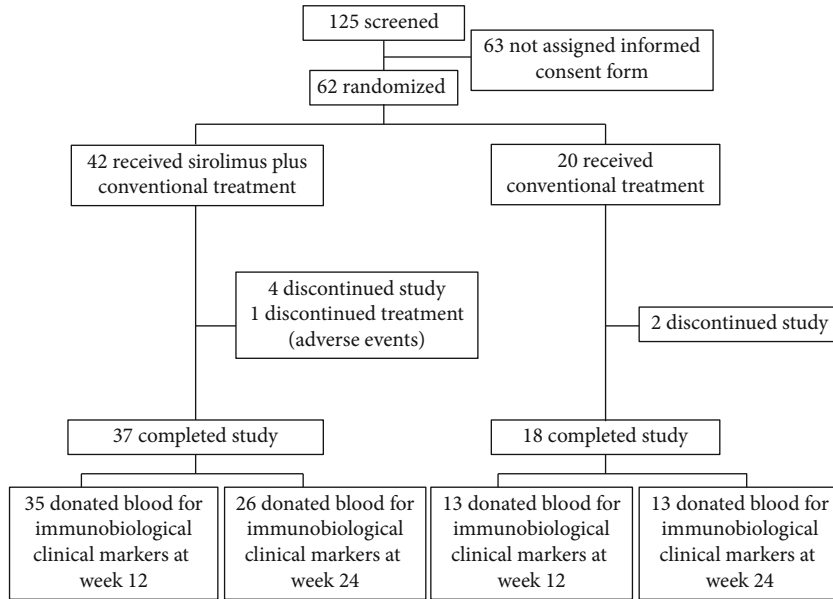 125 screened
63 not assigned informed
consent form
62 randomized
42 received sirolimus plus
conventional treatment
20 received
conventional treatment
4 discontinued study
1 discontinued treatment
(adverse events)
2 discontinued study
37 completed study
18 completed study
35 donated blood for
immunobiological
clinical markers at
week 12
26 donated blood for
immunobiological
clinical markers at
week 24
13 donated blood for
immunobiological
clinical markers at
week 12
13 donated blood for
immunobiological
clinical markers at
week 24